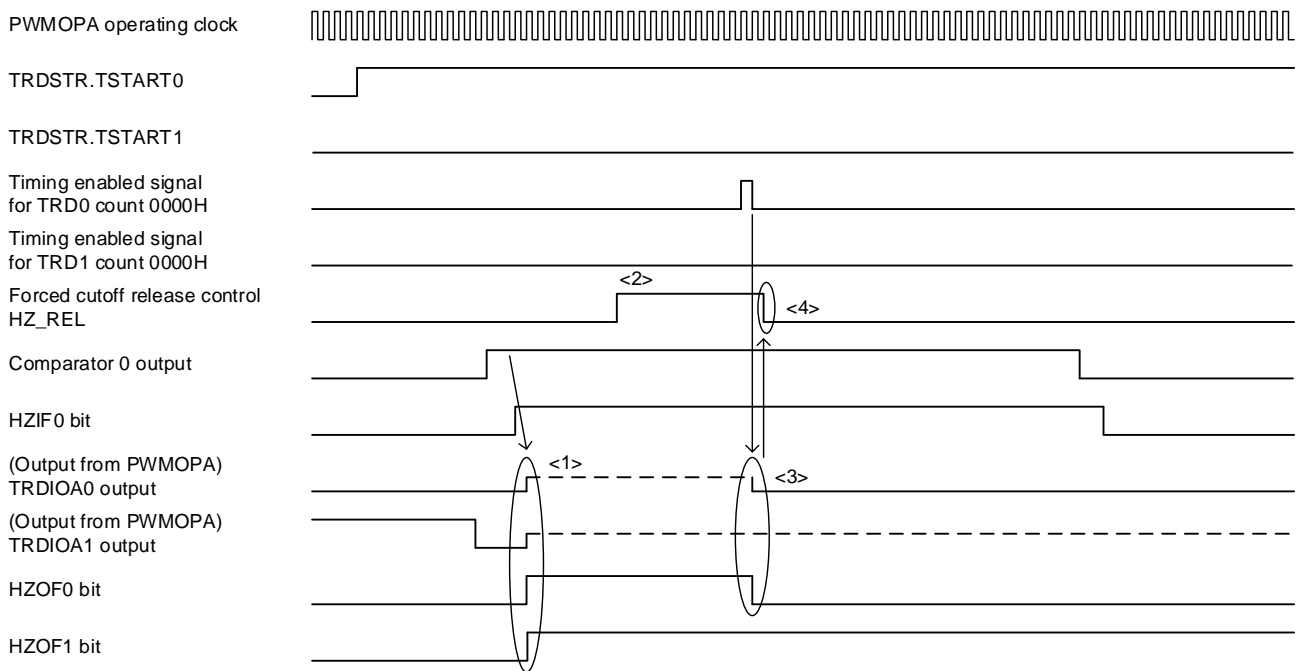 PWMOPA operating clock
TRDSTR.TSTART0
TRDSTR.TSTART1
Timing enabled signal
for TRD0 count 0000H
Timing enabled signal
for TRD1 count 0000H
<2>
Forced cutoff release control
HZ_REL
<4>
Comparator 0 output
HZIF0 bit
(Output from PWMOPA)
TRDIOA0 output
<1>
<3>
(Output from PWMOPA)
TRDIOA1 output
HZOF0 bit
HZOF1 bit